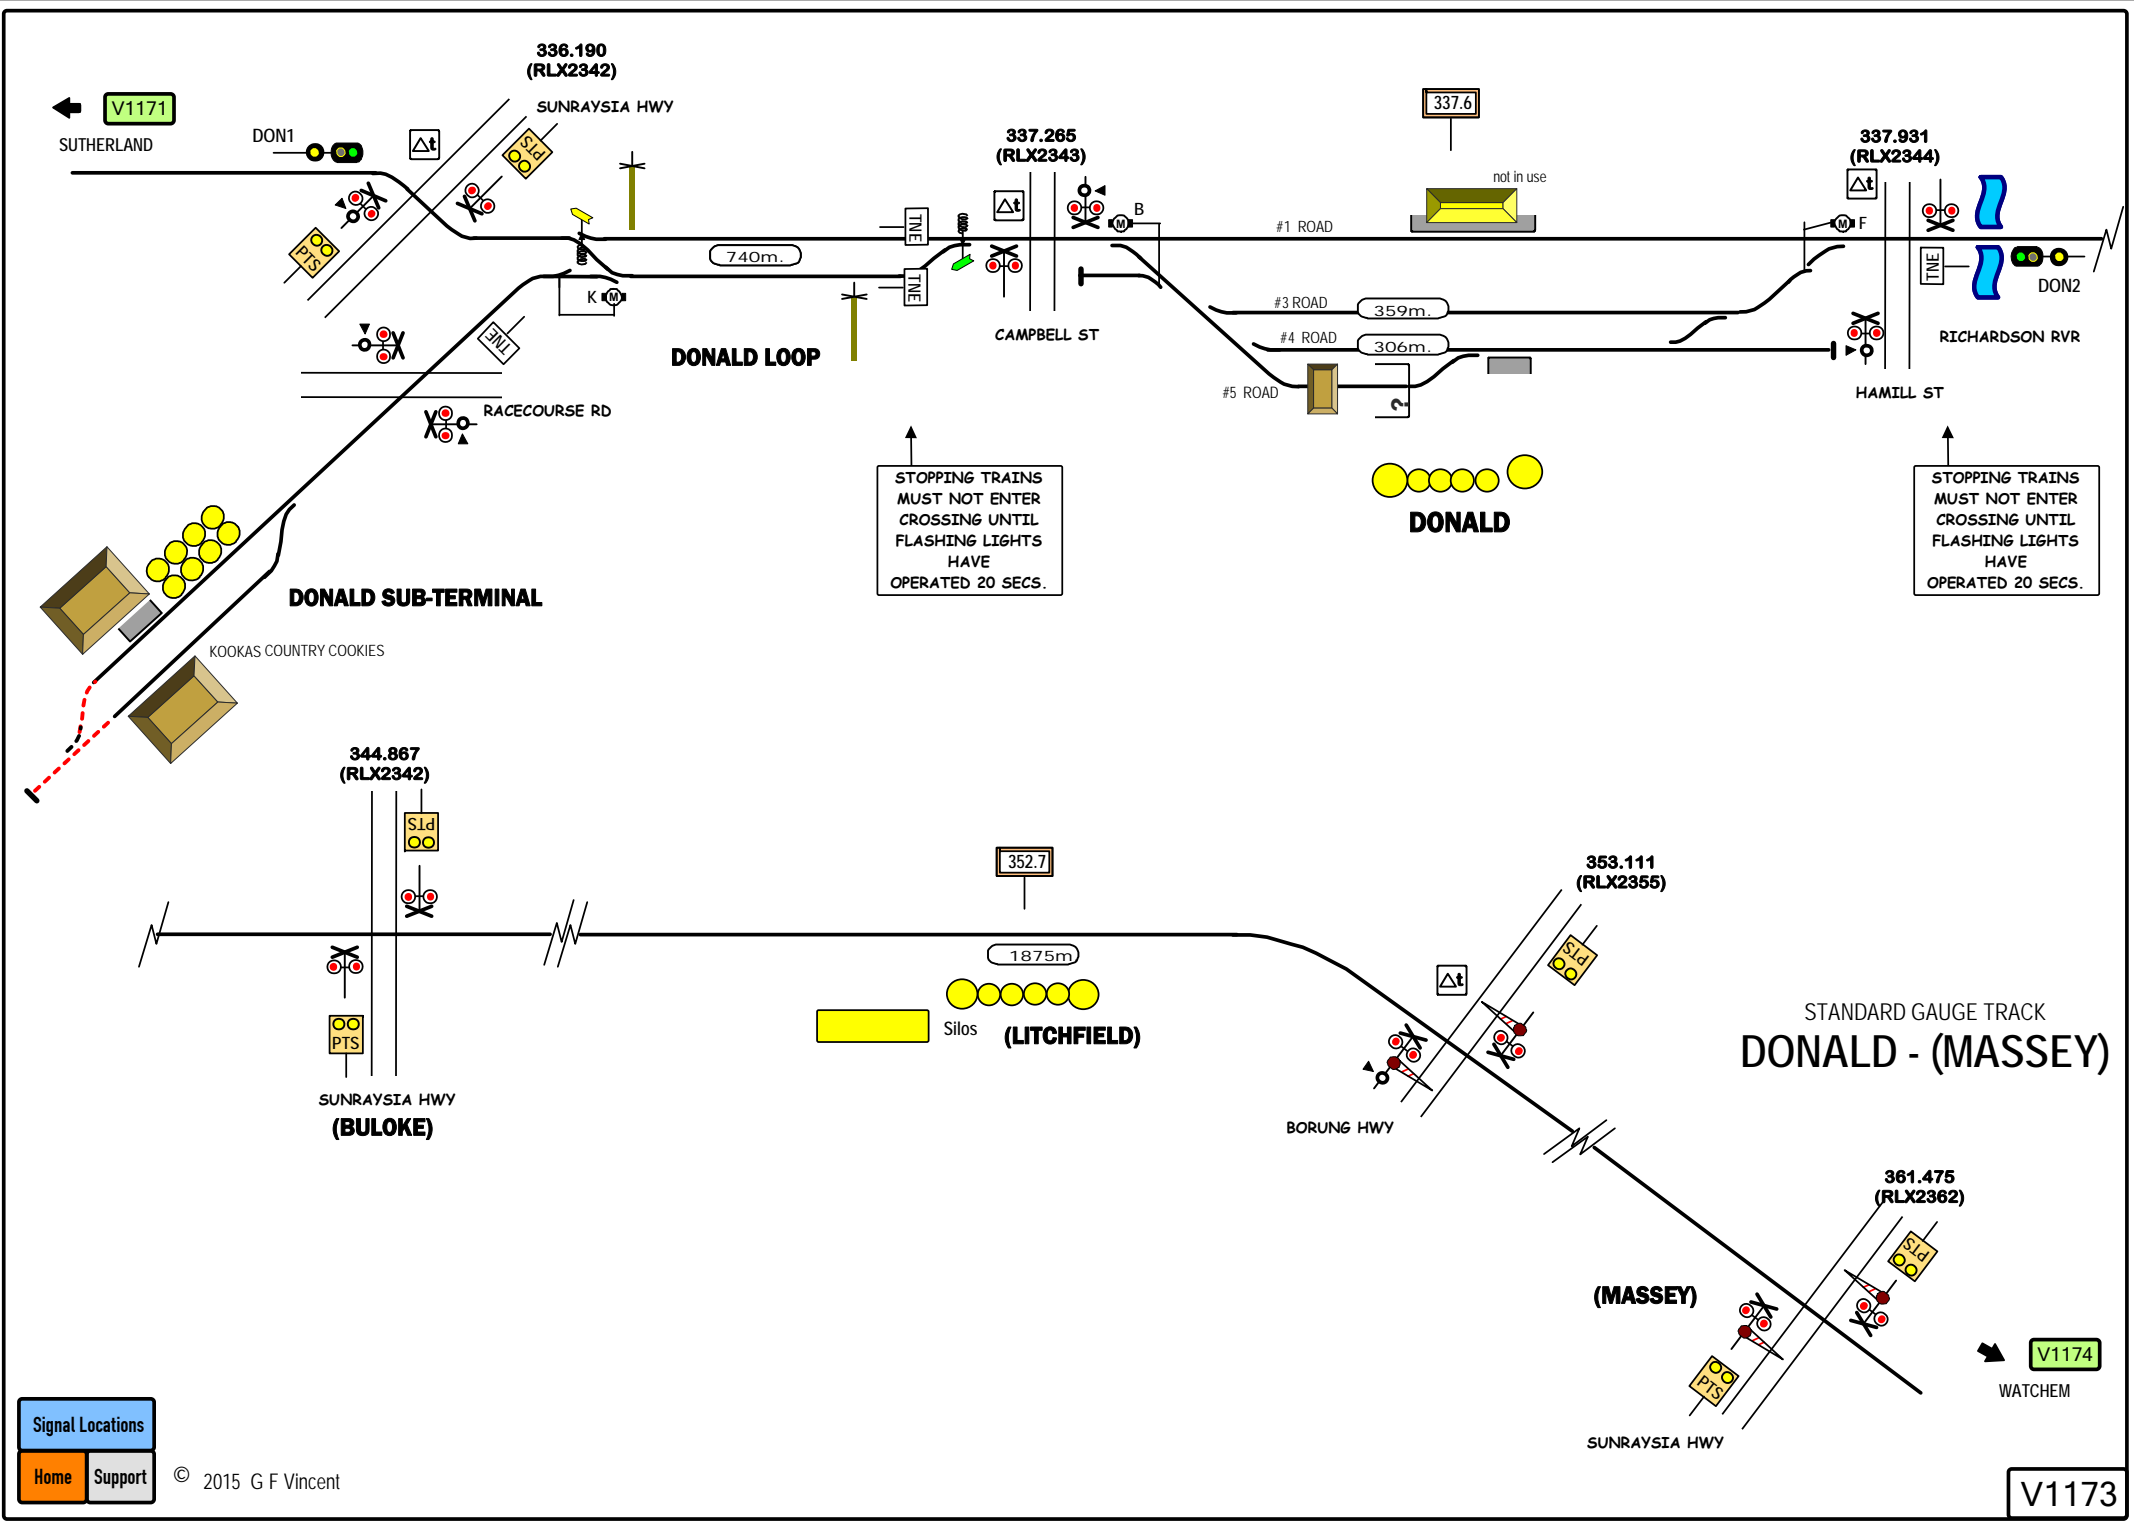 336.190
(RLX2342)
SUNRAYSIA HWY
V1171
SUTHERLAND
DON1
Δt
PTS
PTS
TNE
740m.
TNE
K
M
TNE
DONALD LOOP
RACECOURSE RD
337.265
(RLX2343)
Δt
M
B
CAMPBELL ST
337.6
not in use
#1 ROAD
#3 ROAD
359m.
#4 ROAD
306m.
#5 ROAD
?
337.931
(RLX2344)
Δt
M
F
TNE
DON2
RICHARDSON RVR
HAMILL ST
STOPPING TRAINS
MUST NOT ENTER
CROSSING UNTIL
FLASHING LIGHTS
HAVE
OPERATED 20 SECS.
DONALD
STOPPING TRAINS
MUST NOT ENTER
CROSSING UNTIL
FLASHING LIGHTS
HAVE
OPERATED 20 SECS.
DONALD SUB-TERMINAL
KOOKAS COUNTRY COOKIES
344.867
(RLX2342)
PTS
PTS
SUNRAYSIA HWY
(BULOKE)
352.7
1875m
Silos
(LITCHFIELD)
353.111
(RLX2355)
PTS
Δt
BORUNG HWY
STANDARD GAUGE TRACK
DONALD - (MASSEY)
361.475
(RLX2362)
PTS
(MASSEY)
PTS
SUNRAYSIA HWY
V1174
WATCHEM
Signal Locations
Home
Support
© 2015 G F Vincent
V1173